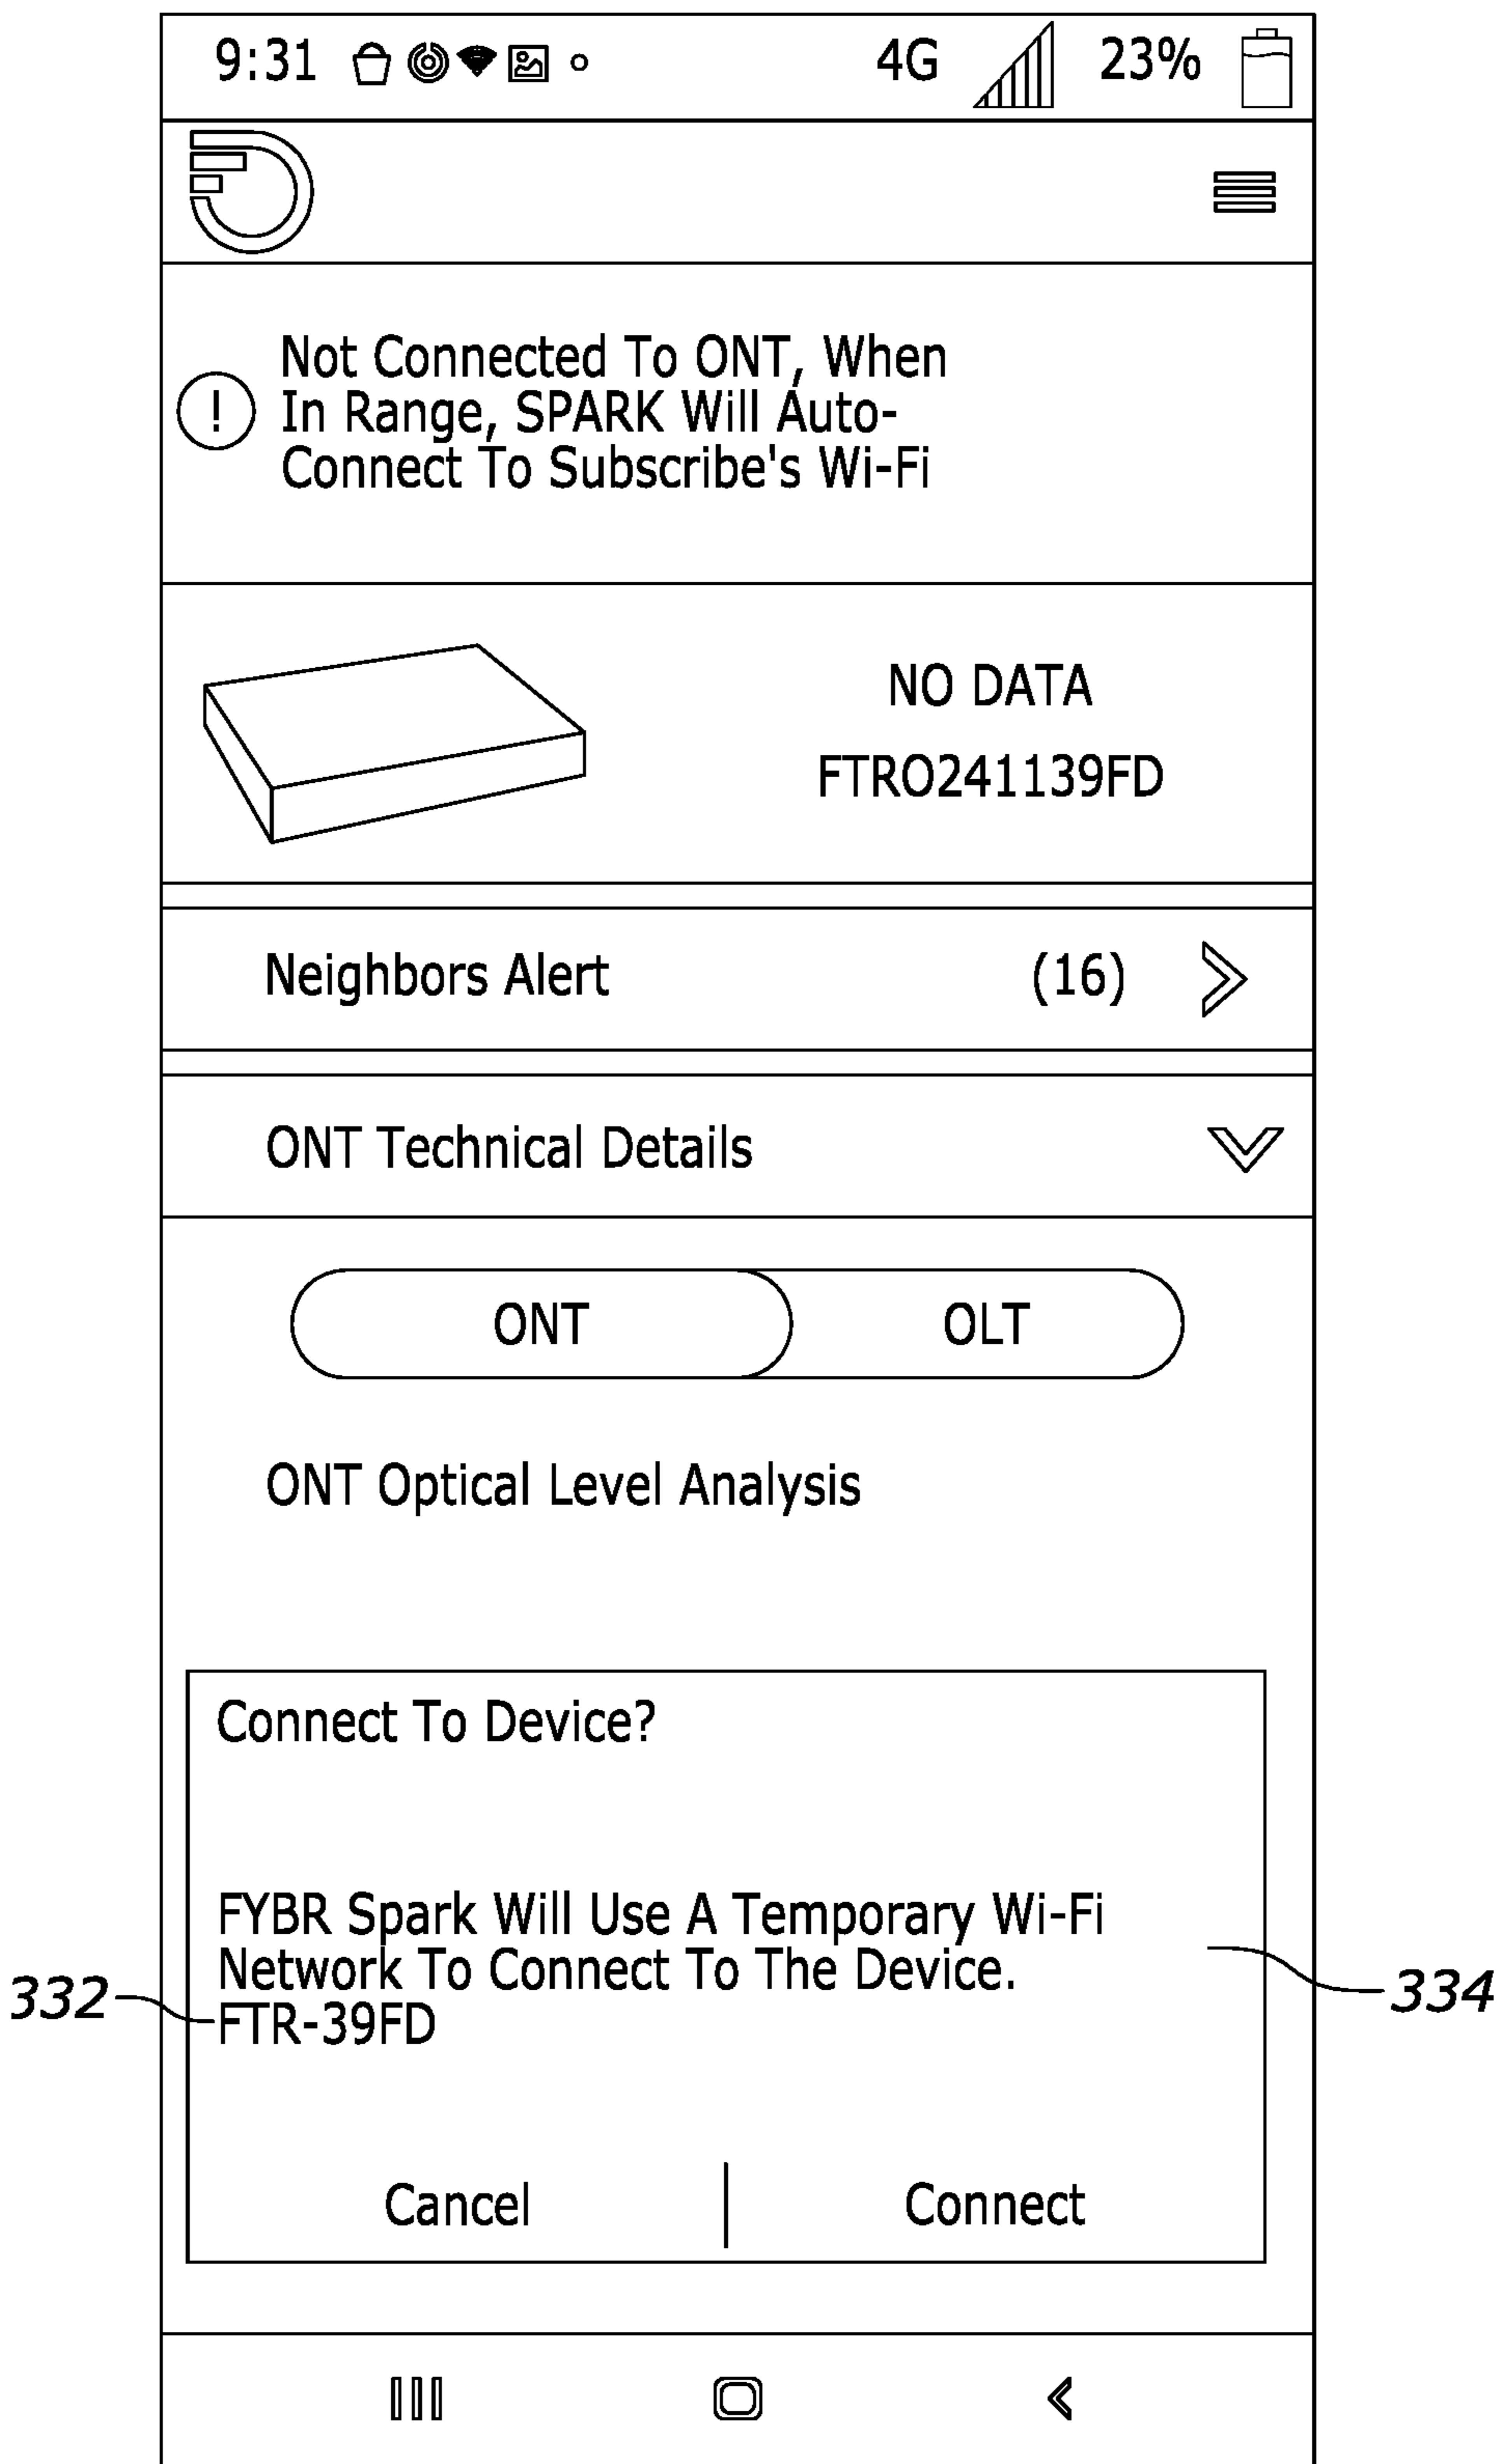 9:31 4G 23%
Not Connected To ONT, When
In Range, SPARK Will Auto-
Connect To Subscribe's Wi-Fi
NO DATA
FTRO241139FD
Neighbors Alert (16)
ONT Technical Details
ONT OLT
ONT Optical Level Analysis
Connect To Device?
FYBR Spark Will Use A Temporary Wi-Fi
Network To Connect To The Device.
334
332
FTR-39FD
Cancel Connect